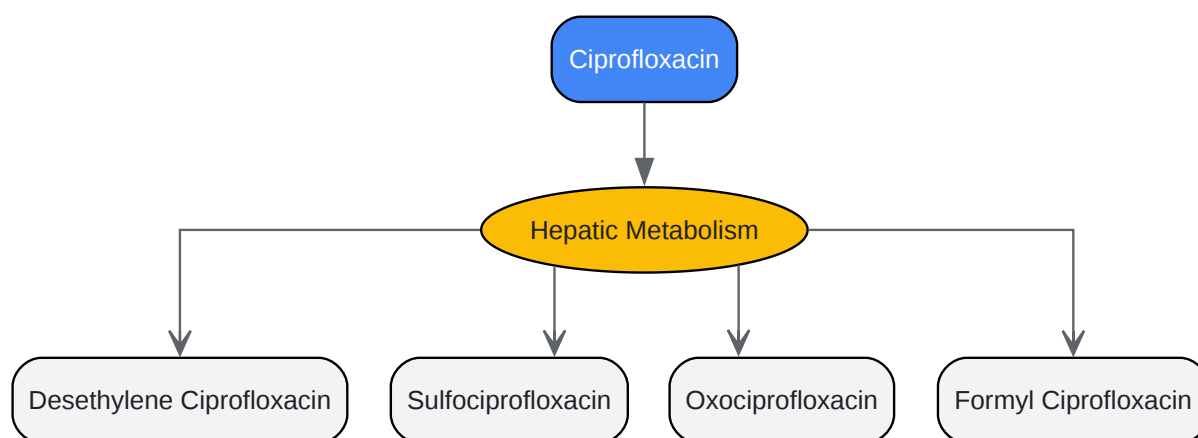 Ciprofloxacin
Hepatic Metabolism
Desethylene Ciprofloxacin
Sulfociprofloxacin
Oxociprofloxacin
Formyl Ciprofloxacin